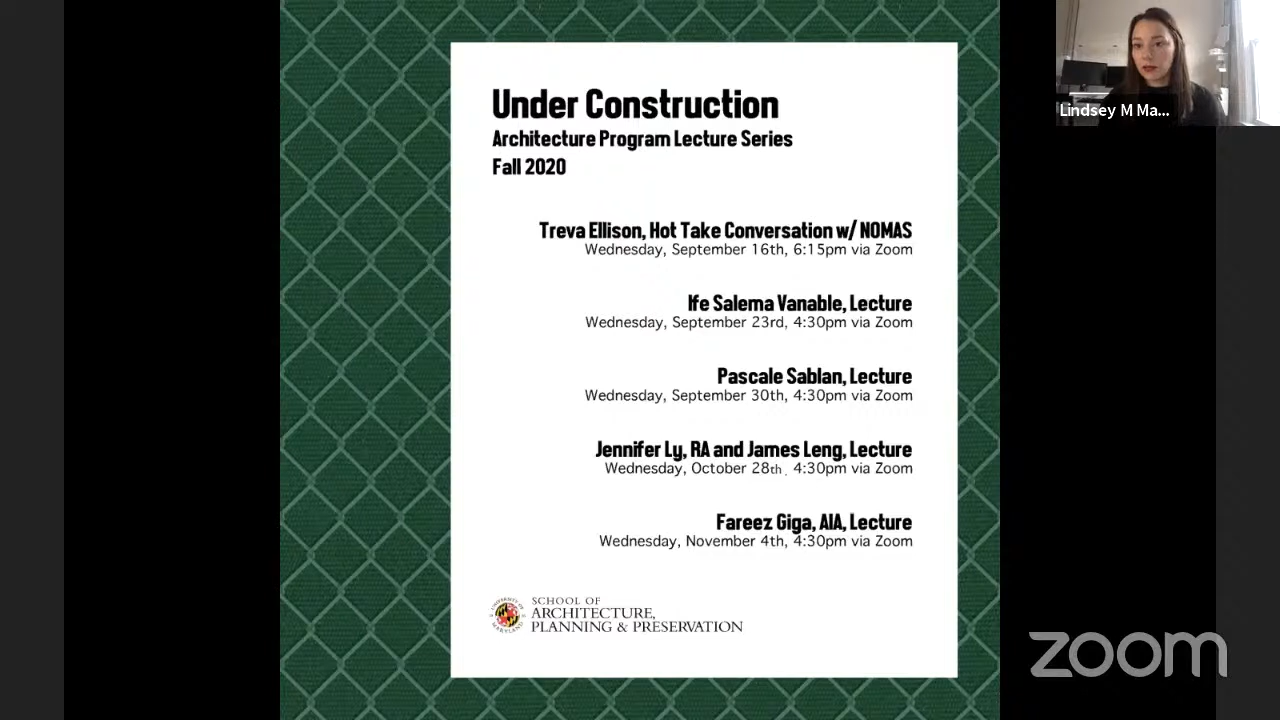 Under Construction
Architecture Program Lecture Series
Fall 2020
Treva Ellison, Hot Take Conversation w/ NOMAS
Wednesday, September 16th, 6:15pm via Zoom
Ife Salema Vanable, Lecture
Wednesday, September 23rd, 4:30pm via Zoom
Pascale Sablan, Lecture
Wednesday, September 30th, 4:30pm via Zoom
Jennifer Ly, RA and James Leng, Lecture
Wednesday, October 28th, 4:30pm via Zoom
Fareez Giga, AIA, Lecture
Wednesday, November 4th, 4:30pm via Zoom
UNIVERSITY OF MARYLAND
SCHOOL OF
ARCHITECTURE,
PLANNING & PRESERVATION
Lindsey M Ma...
zoom